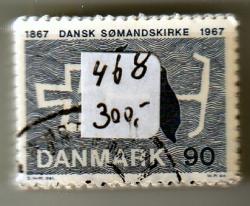 1867 DANSK SØMANDSKIRKE 1967
468
300,-
DANMARK 90